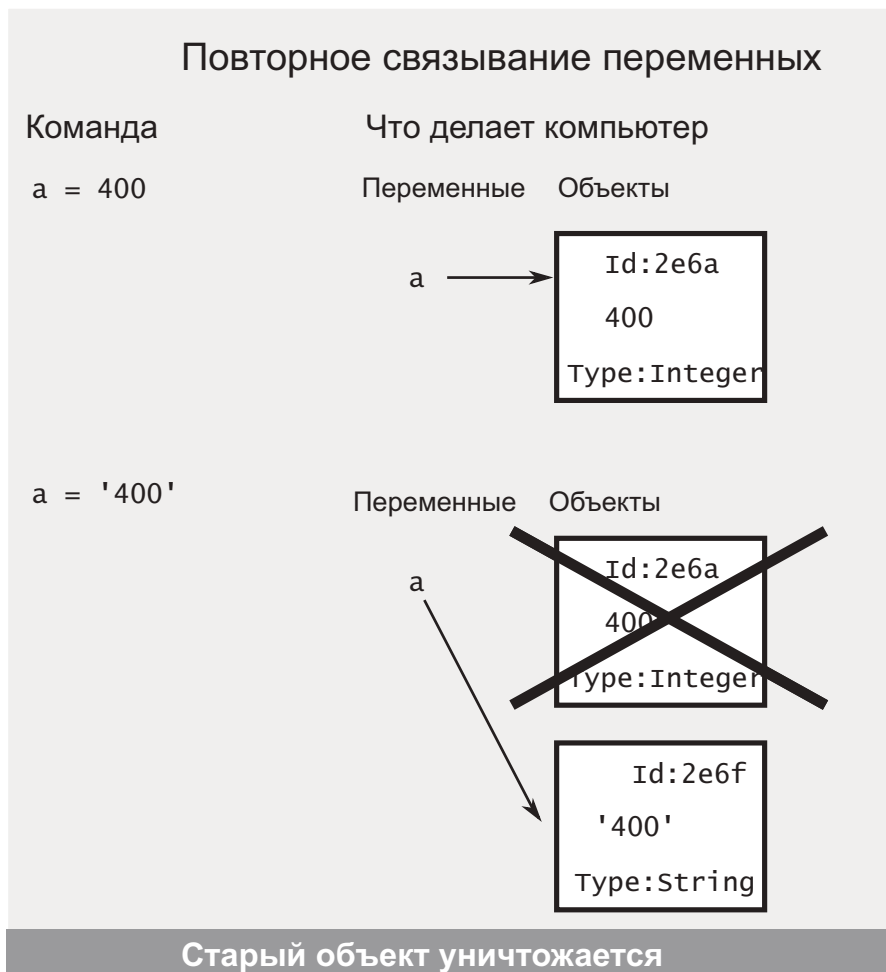 Повторное связывание переменных
Команда Что делает компьютер
a = 400 Переменные Объекты
Id:2e6a
a
400
Type:Integer
a = '400' Переменные Объекты
Id:2e6a
a
400
Type:Integer
Id:2e6f
'400'
Type:String
Старый объект уничтожается